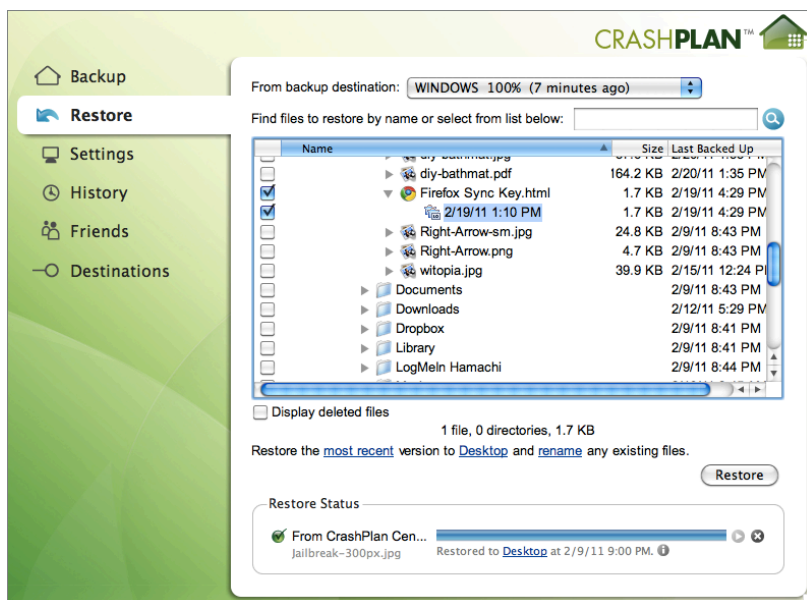 CRASHPLAN™
Backup
Restore
Settings
History
Friends
Destinations
From backup destination: WINDOWS 100% (7 minutes ago)
Find files to restore by name or select from list below:
Name Size Last Backed Up
diy-bathmat.jpg
diy-bathmat.pdf 164.2 KB 2/20/11 1:35 PM
Firefox Sync Key.html 1.7 KB 2/19/11 4:29 PM
2/19/11 1:10 PM 1.7 KB 2/19/11 4:29 PM
Right-Arrow-sm.jpg 24.8 KB 2/9/11 8:43 PM
Right-Arrow.png 4.7 KB 2/9/11 8:43 PM
witopia.jpg 39.9 KB 2/15/11 12:24 P
Documents 2/9/11 8:43 PM
Downloads 2/12/11 5:29 PM
Dropbox 2/9/11 8:41 PM
Library 2/9/11 8:41 PM
LogMeIn Hamachi 2/9/11 8:44 PM
Display deleted files
1 file, 0 directories, 1.7 KB
Restore the most recent version to Desktop and rename any existing files.
Restore
Restore Status
From CrashPlan Cen...
Jailbreak-300px.jpg Restored to Desktop at 2/9/11 9:00 PM.